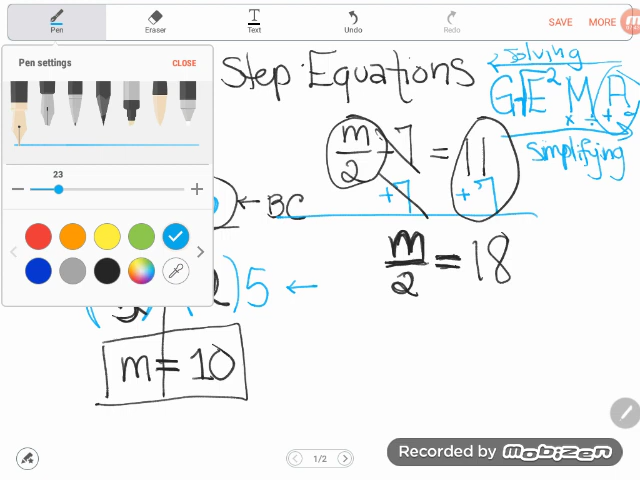 Pen
Eraser
Text
Undo
Redo
SAVE
MORE
Pen settings
CLOSE
23
Step Equations
solving
GE² M A
x ÷ +
simplifying
m/2 - 7 = 11
+7 +7
m/2 = 18
← BC
) 5 ←
m = 10
1/2
Recorded by mobizen